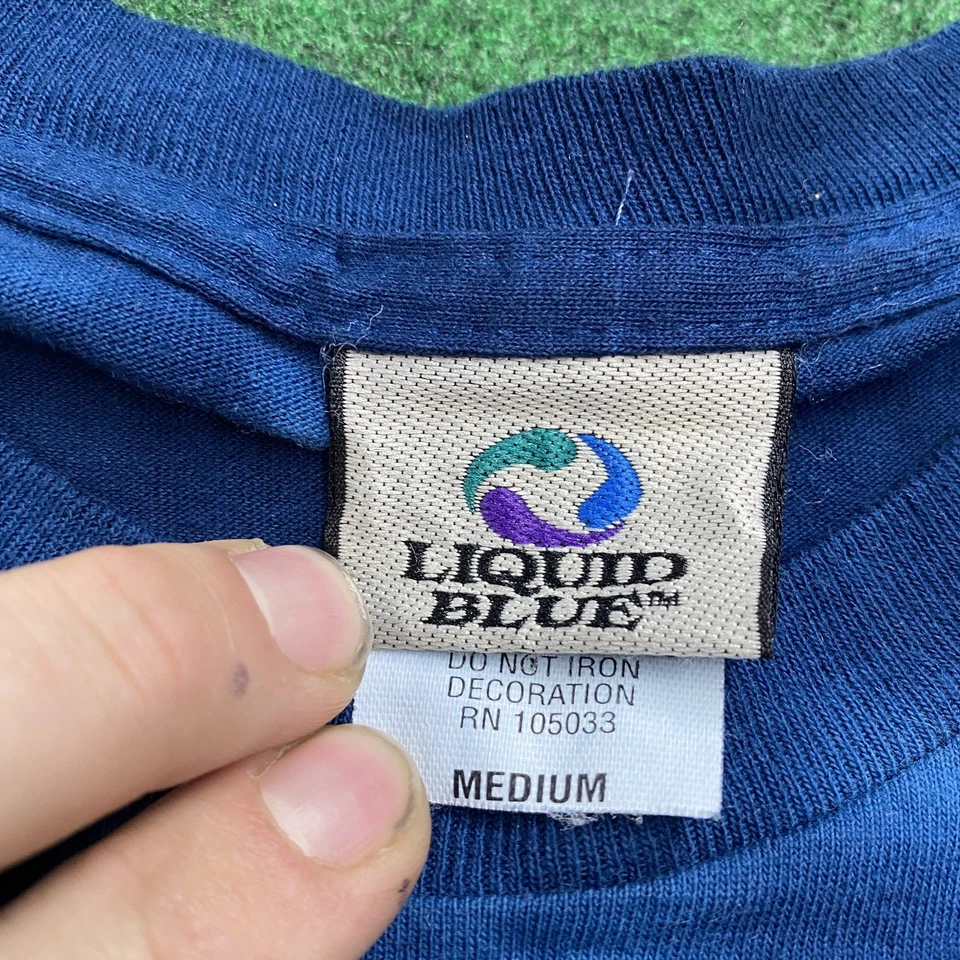 LIQUID
BLUE™
DO NOT IRON
DECORATION
RN 105033
MEDIUM